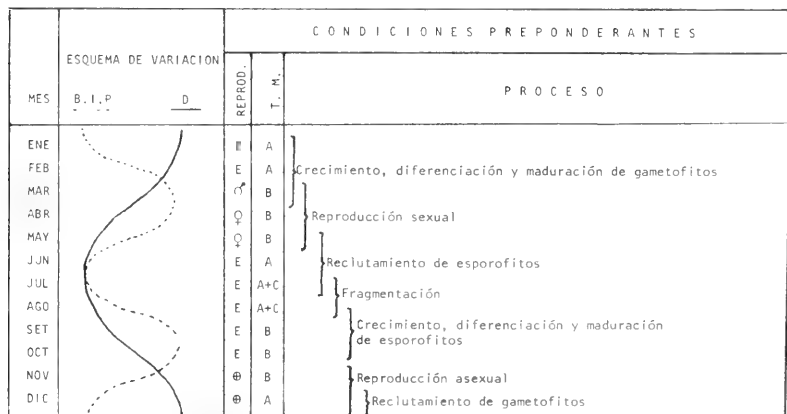 CONDICIONES PREPONDERANTES
ESQUEMA DE VARIACION
MES B.I.P D REPROD. T. M. PROCESO
ENE A
FEB E A Crecimiento, diferenciación y maduración de gametofitos
MAR ♂ B
ABR ♀ B Reproducción sexual
MAY ♀ B
JUN E A Reclutamiento de esporofitos
JUL E A+C
Fragmentación
AGO E A+C
SET E B Crecimiento, diferenciación y maduración
de esporofitos
OCT E B
NOV ⊕ B Reproducción asexual
DIC ⊕ A Reclutamiento de gametofitos